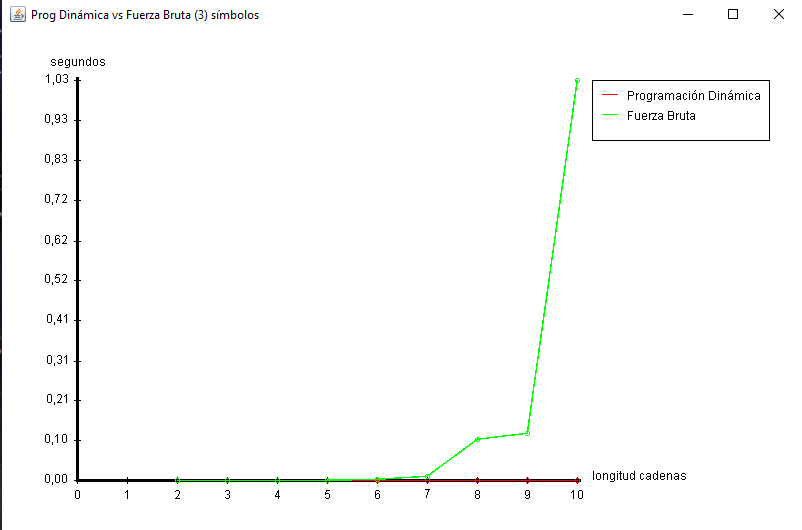 Prog Dinámica vs Fuerza Bruta (3) símbolos
segundos
1,03
0,93
0,83
0,72
0,62
0,52
0,41
0,31
0,21
0,10
0,00
0 1 2 3 4 5 6 7 8 9 10
longitud cadenas
Programación Dinámica
Fuerza Bruta